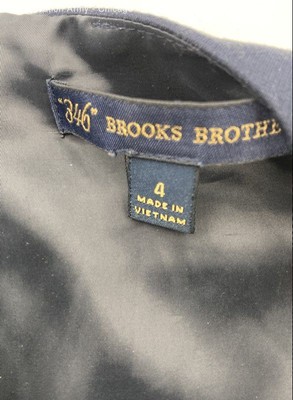 "346" BROOKS BROTHE
4
MADE IN
VIETNAM